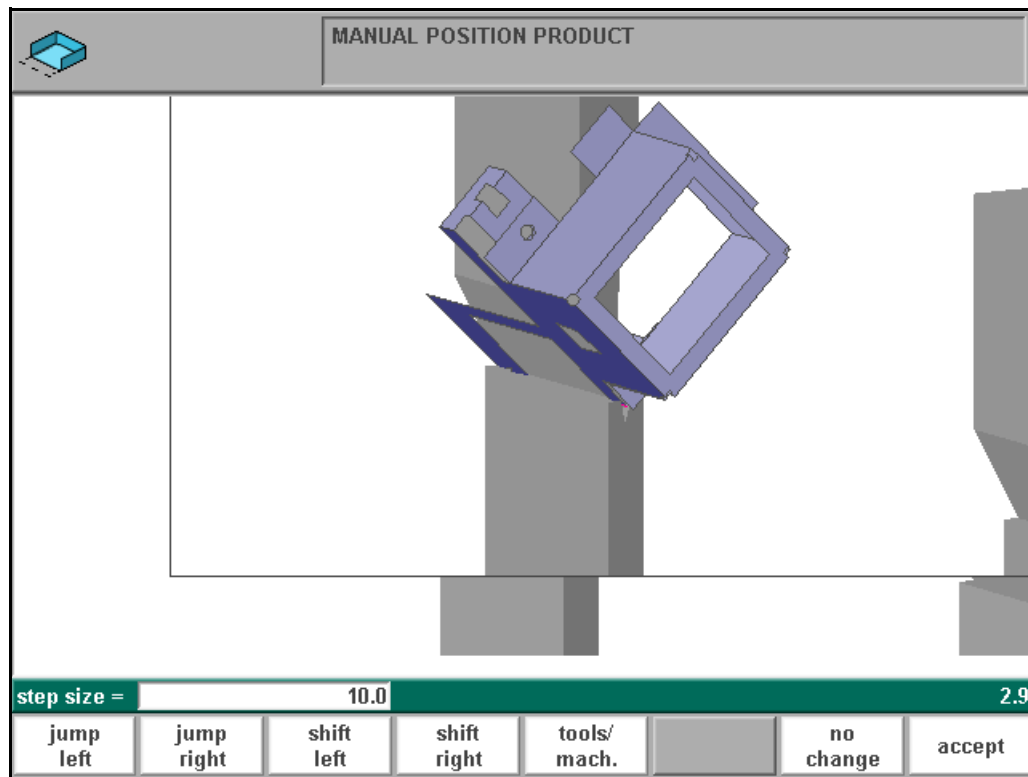 MANUAL POSITION PRODUCT
step size = 10.0 2.9
jump left
jump right
shift left
shift right
tools/ mach.
no change
accept